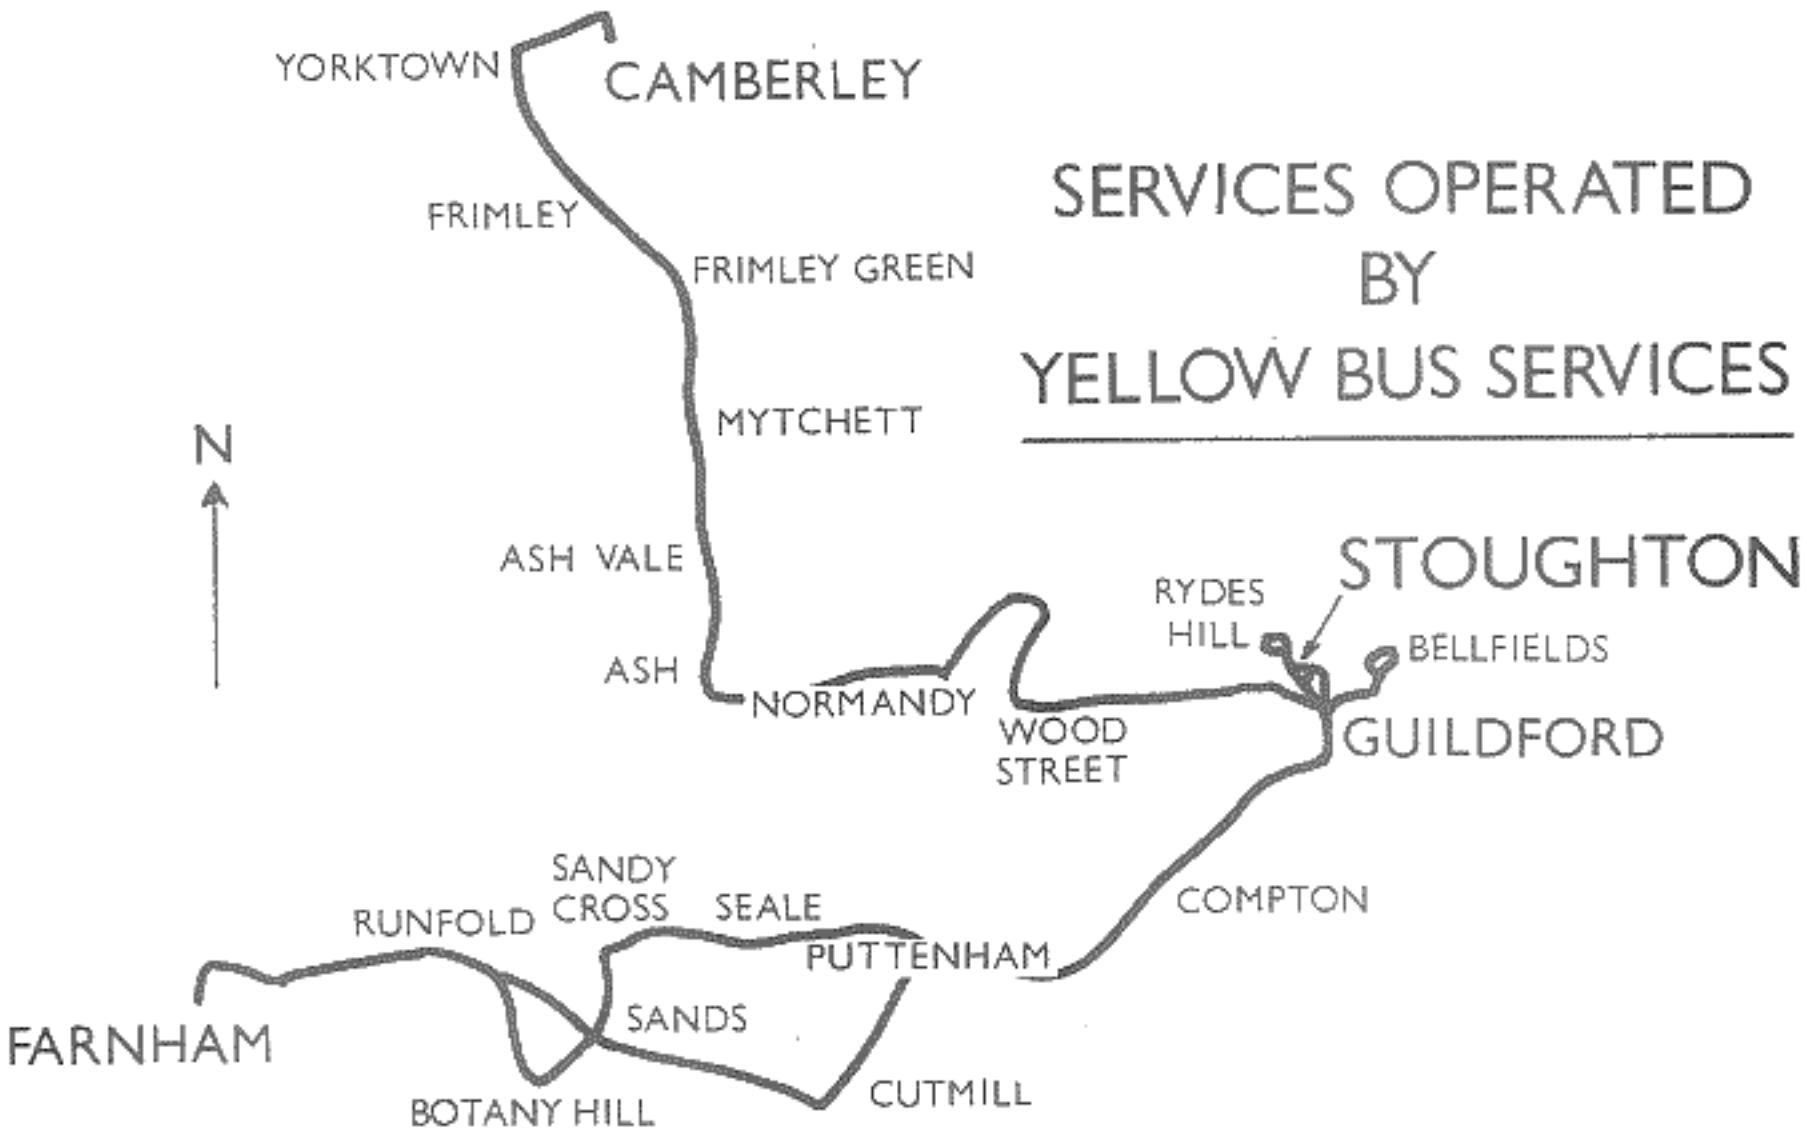 YORKTOWN
CAMBERLEY
SERVICES OPERATED
BY
YELLOW BUS SERVICES
FRIMLEY
FRIMLEY GREEN
MYTCHETT
N
ASH VALE
STOUGHTON
RYDES
HILL
BELLFIELDS
ASH
NORMANDY
WOOD
STREET
GUILDFORD
SANDY
CROSS
SEALE
COMPTON
RUNFOLD
PUTTENHAM
SANDS
FARNHAM
CUTMILL
BOTANY HILL